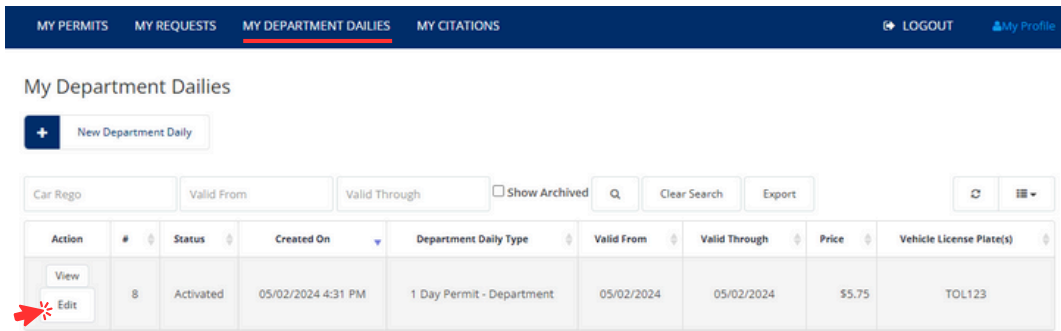 MY PERMITS MY REQUESTS MY DEPARTMENT DAILIES MY CITATIONS LOGOUT My Profile
My Department Dailies
+ New Department Daily
Car Rego Valid From Valid Through Show Archived Clear Search Export
Action # Status Created On Department Daily Type Valid From Valid Through Price Vehicle License Plate(s)
View
8 Activated 05/02/2024 4:31 PM 1 Day Permit - Department 05/02/2024 05/02/2024 $5.75 TOL123
Edit